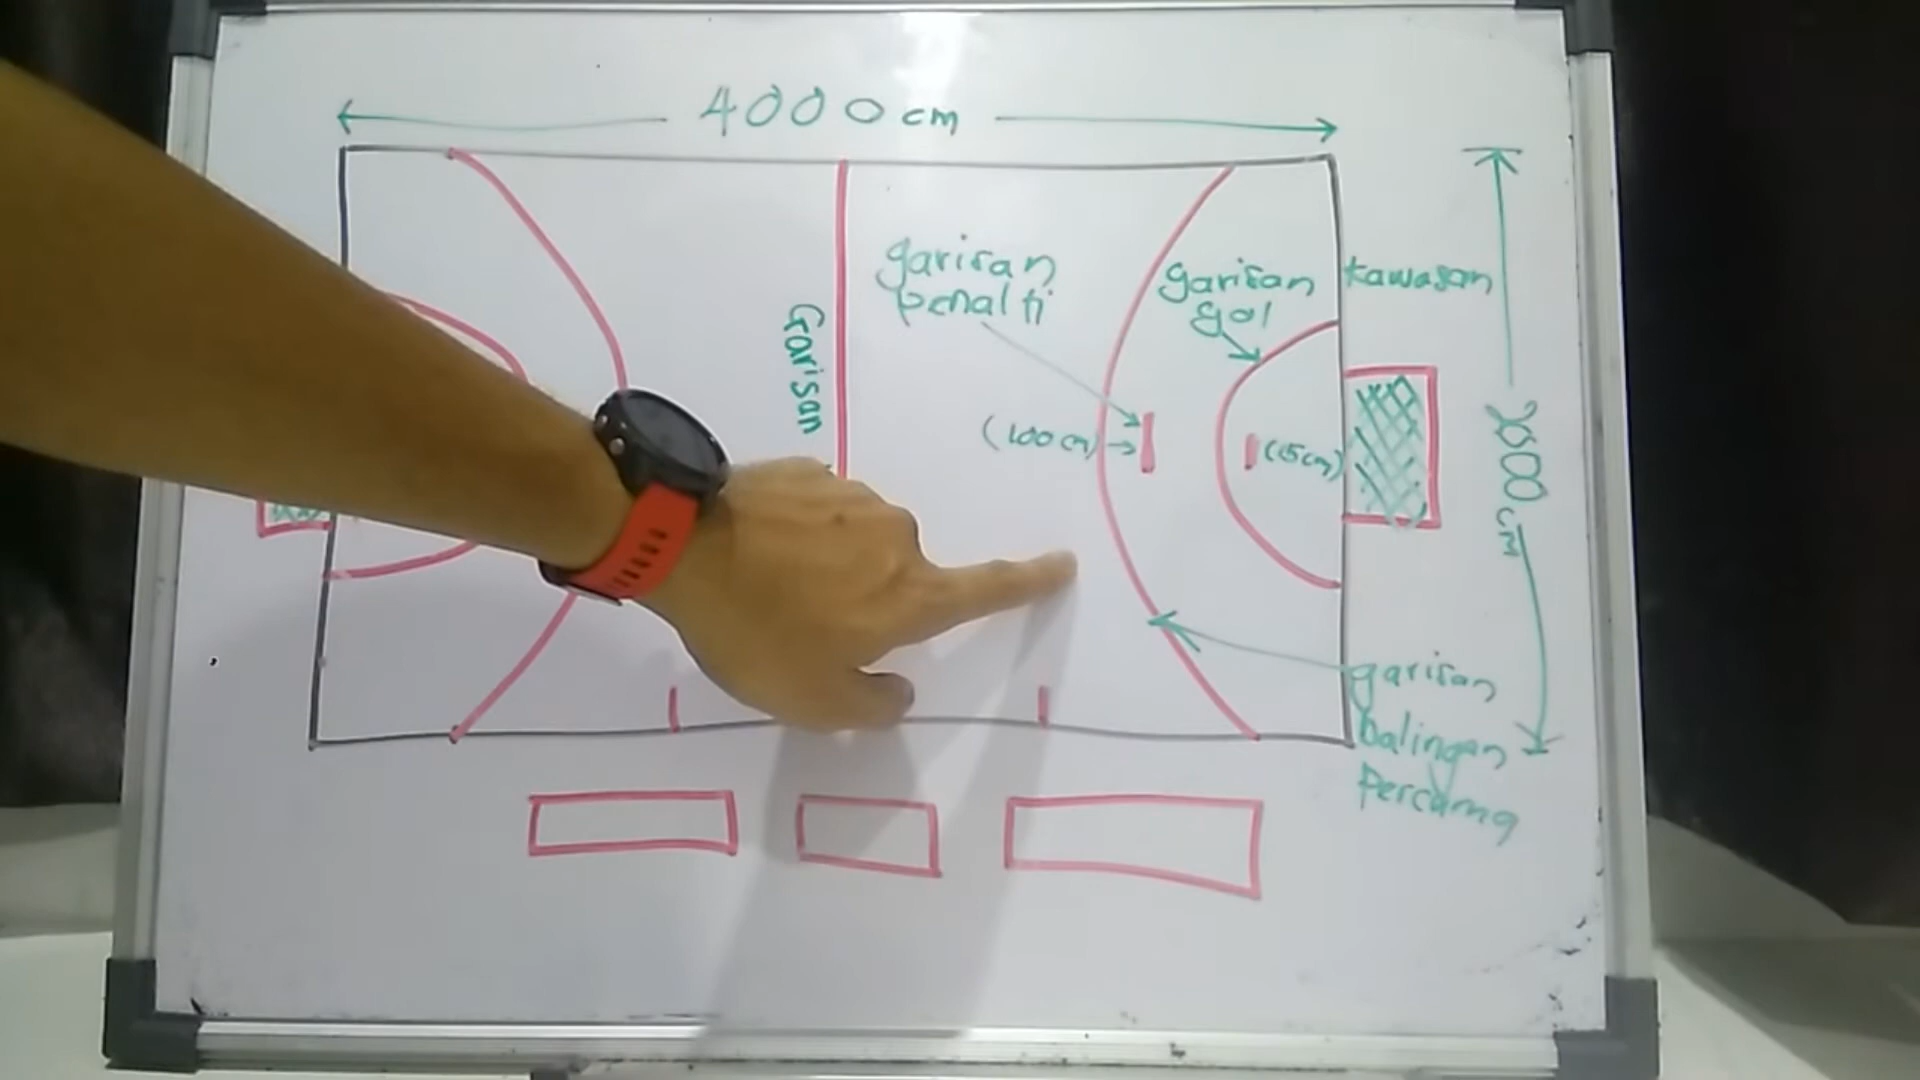 4000 cm
garisan
penalti
garisan
gol
kawasan
Garisan
(100 cm)
(15cm)
2000 cm
garisan
balingan
percuma